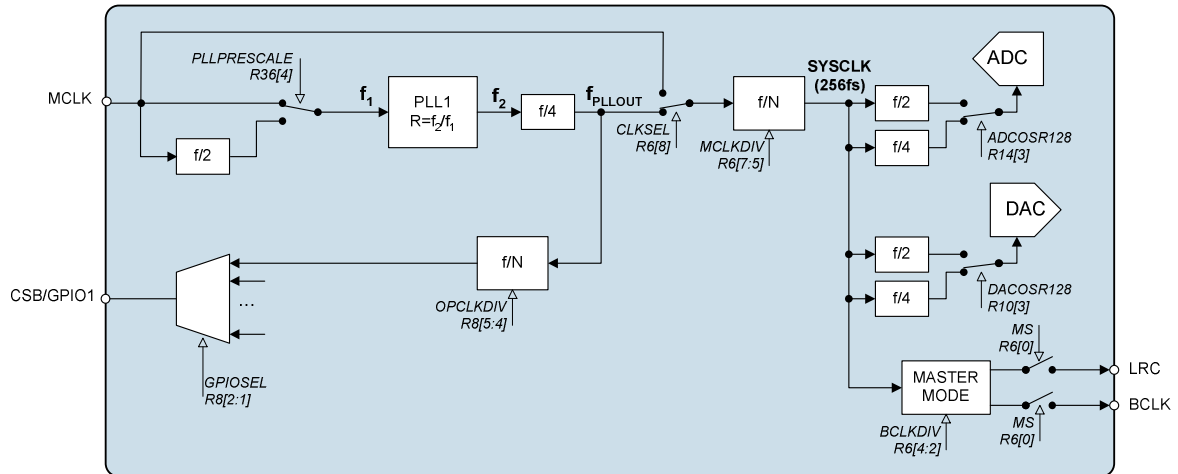 PLLPRESCALE
R36[4]
MCLK
f1
PLL1
R=f2/f1
f2
f/4
fPLLOUT
f/2
CLKSEL
R6[8]
f/N
MCLKDIV
R6[7:5]
SYSCLK
(256fs)
f/2
f/4
ADC
ADCOSR128
R14[3]
DAC
f/2
f/4
DACOSR128
R10[3]
CSB/GPIO1
...
GPIOSEL
R8[2:1]
f/N
OPCLKDIV
R8[5:4]
MASTER
MODE
BCLKDIV
R6[4:2]
MS
R6[0]
LRC
BCLK
MS
R6[0]